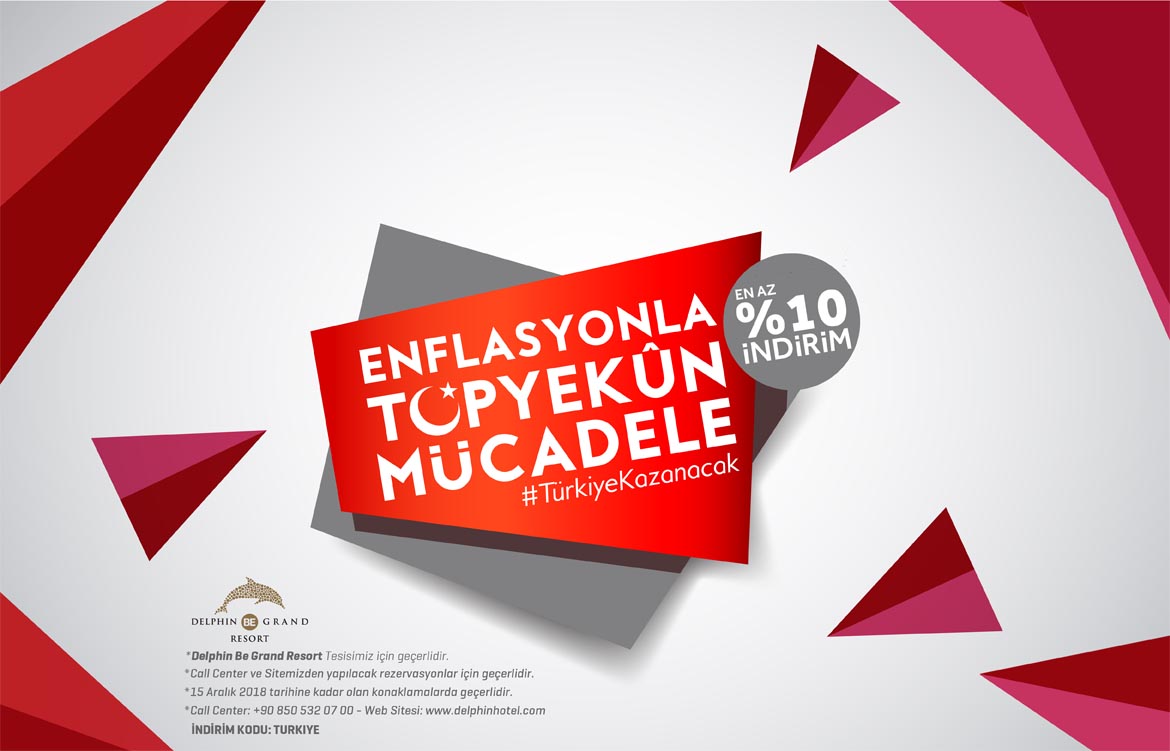 ENFLASYONLA
TOPYEKÛN
MÜCADELE
#TürkiyeKazanacak
EN AZ
%10
İNDİRİM
DELPHIN BE GRAND
RESORT
*Delphin Be Grand Resort Tesisimiz için geçerlidir.
*Call Center ve Sitemizden yapılacak rezervasyonlar için geçerlidir.
*15 Aralık 2018 tarihine kadar olan konaklamalarda geçerlidir.
*Call Center: +90 850 532 07 00 - Web Sitesi: www.delphinhotel.com
İNDİRİM KODU: TURKIYE